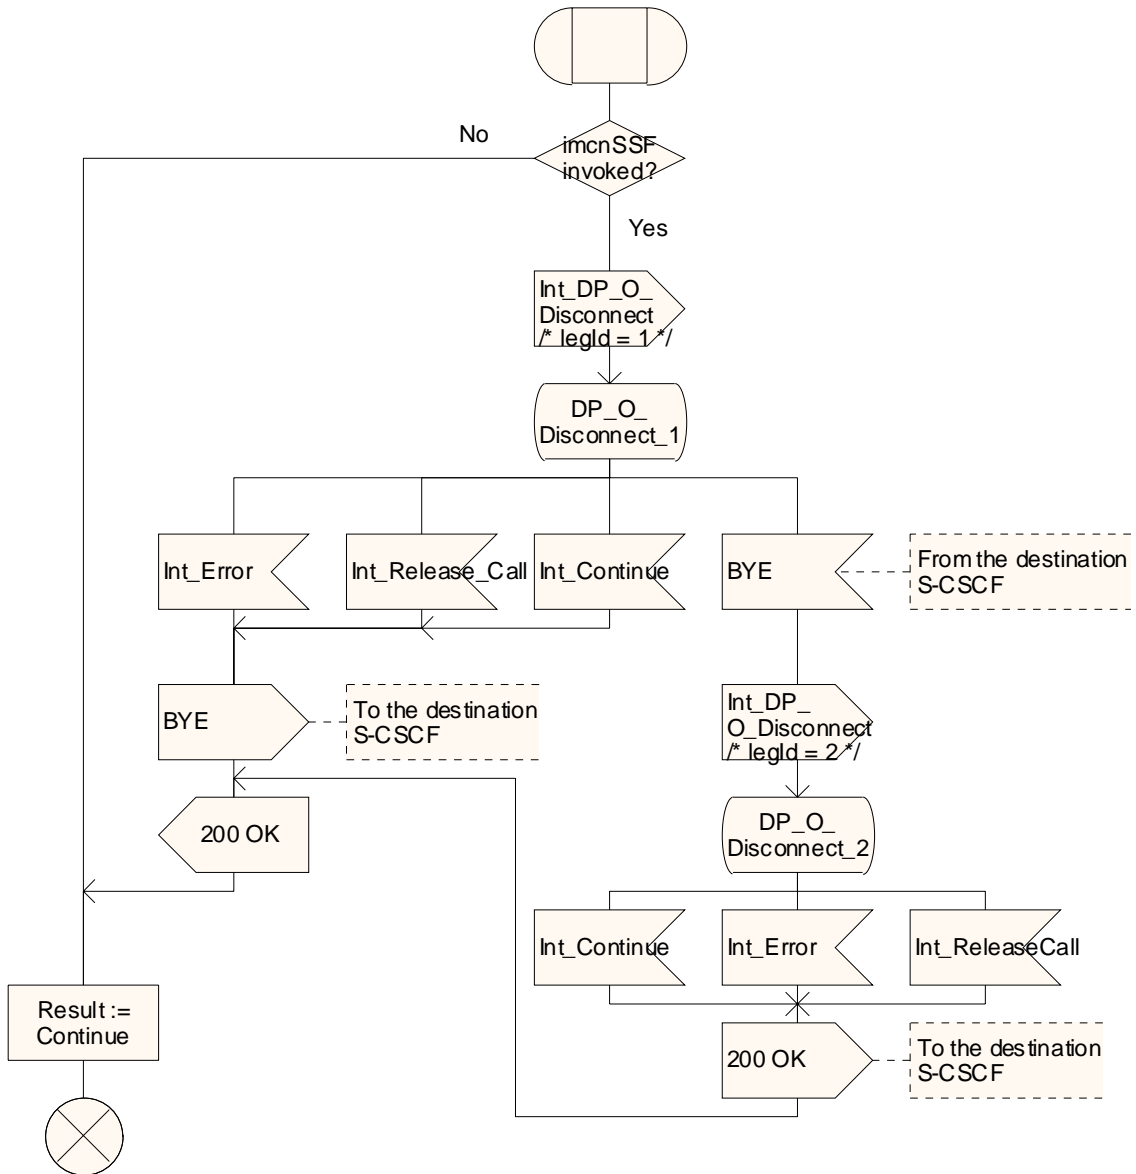 No
imcnSSF
invoked?
Yes
Int_DP_O_
Disconnect
/* legId = 1 */
DP_O_
Disconnect_1
Int_Error
Int_Release_Call
Int_Continue
BYE
From the destination
S-CSCF
BYE
To the destination
S-CSCF
Int_DP_
O_Disconnect
/* legId = 2 */
200 OK
DP_O_
Disconnect_2
Int_Continue
Int_Error
Int_ReleaseCall
Result :=
Continue
200 OK
To the destination
S-CSCF